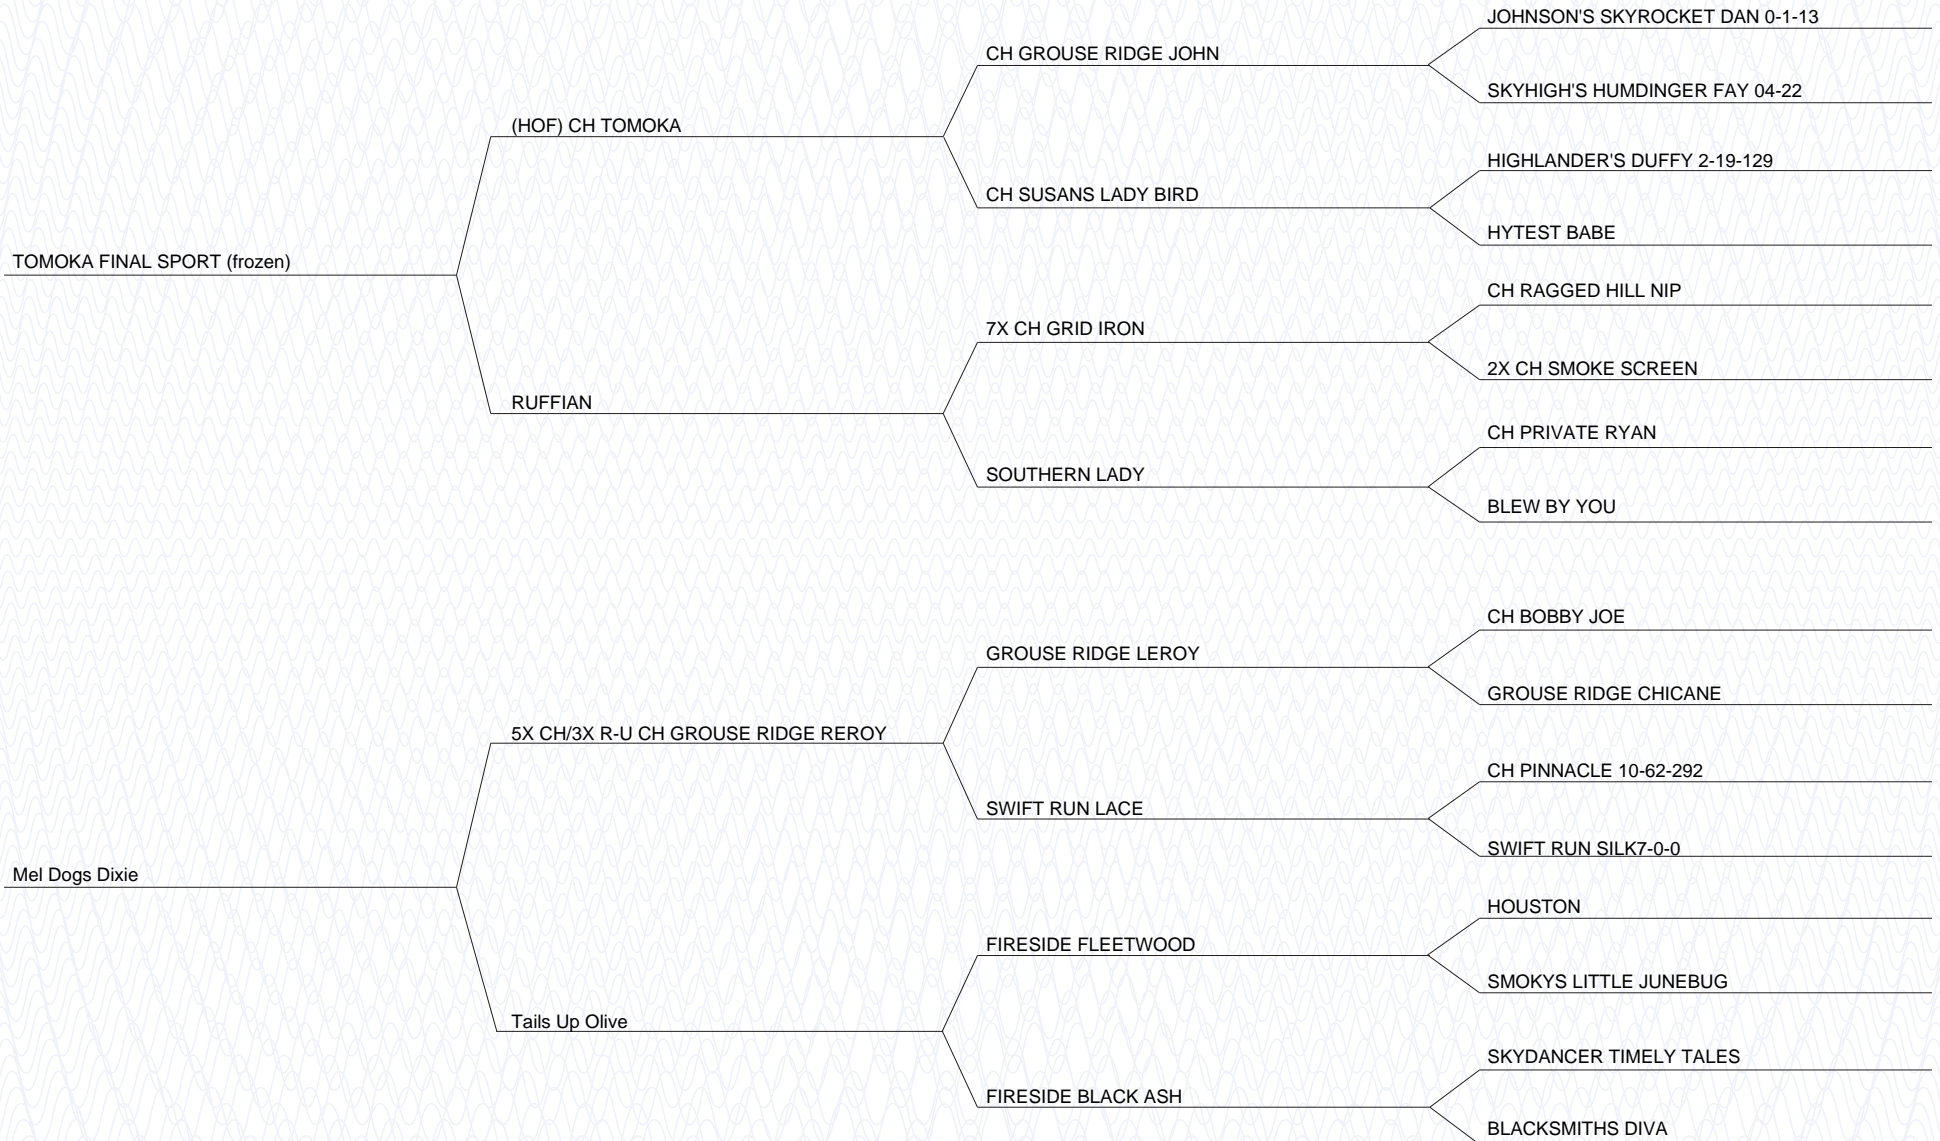 JOHNSON'S SKYROCKET DAN 0-1-13
CH GROUSE RIDGE JOHN
SKYHIGH'S HUMDINGER FAY 04-22
(HOF) CH TOMOKA
HIGHLANDER'S DUFFY 2-19-129
CH SUSANS LADY BIRD
HYTEST BABE
TOMOKA FINAL SPORT (frozen)
CH RAGGED HILL NIP
7X CH GRID IRON
2X CH SMOKE SCREEN
RUFFIAN
CH PRIVATE RYAN
SOUTHERN LADY
BLEW BY YOU
CH BOBBY JOE
GROUSE RIDGE LEROY
GROUSE RIDGE CHICANE
5X CH/3X R-U CH GROUSE RIDGE REROY
CH PINNACLE 10-62-292
SWIFT RUN LACE
SWIFT RUN SILK7-0-0
Mel Dogs Dixie
HOUSTON
FIRESIDE FLEETWOOD
SMOKYS LITTLE JUNEBUG
Tails Up Olive
SKYDANCER TIMELY TALES
FIRESIDE BLACK ASH
BLACKSMITHS DIVA